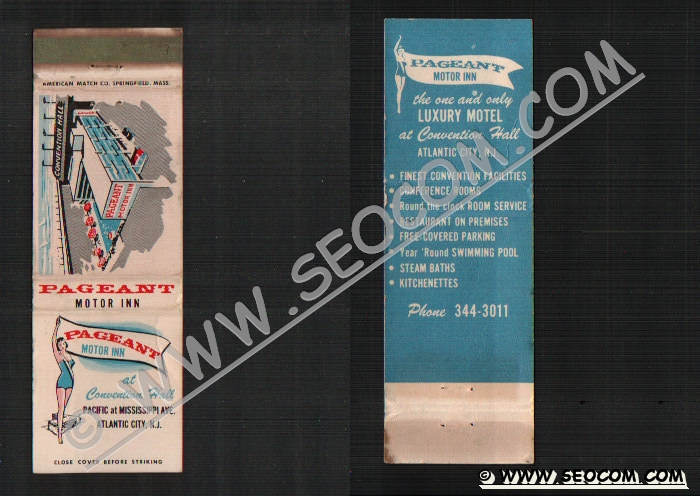 AMERICAN MATCH CO. SPRINGFIELD, MASS.
CONVENTION HALL
PAGEANT
MOTOR INN
PAGEANT
MOTOR INN
PAGEANT
MOTOR INN
at
Convention Hall
PACIFIC at MISSISSIPPI AVE.
ATLANTIC CITY, N.J.
CLOSE COVER BEFORE STRIKING
PAGEANT
MOTOR INN
the one and only
LUXURY MOTEL
at Convention Hall
ATLANTIC CITY, N.J.
• FINEST CONVENTION FACILITIES
• CONFERENCE ROOMS
• Round the clock ROOM SERVICE
• RESTAURANT ON PREMISES
• FREE COVERED PARKING
• Year 'Round SWIMMING POOL
• STEAM BATHS
• KITCHENETTES
Phone 344-3011
© WWW.SEOCOM.COM
© WWW.SEOCOM.COM ©